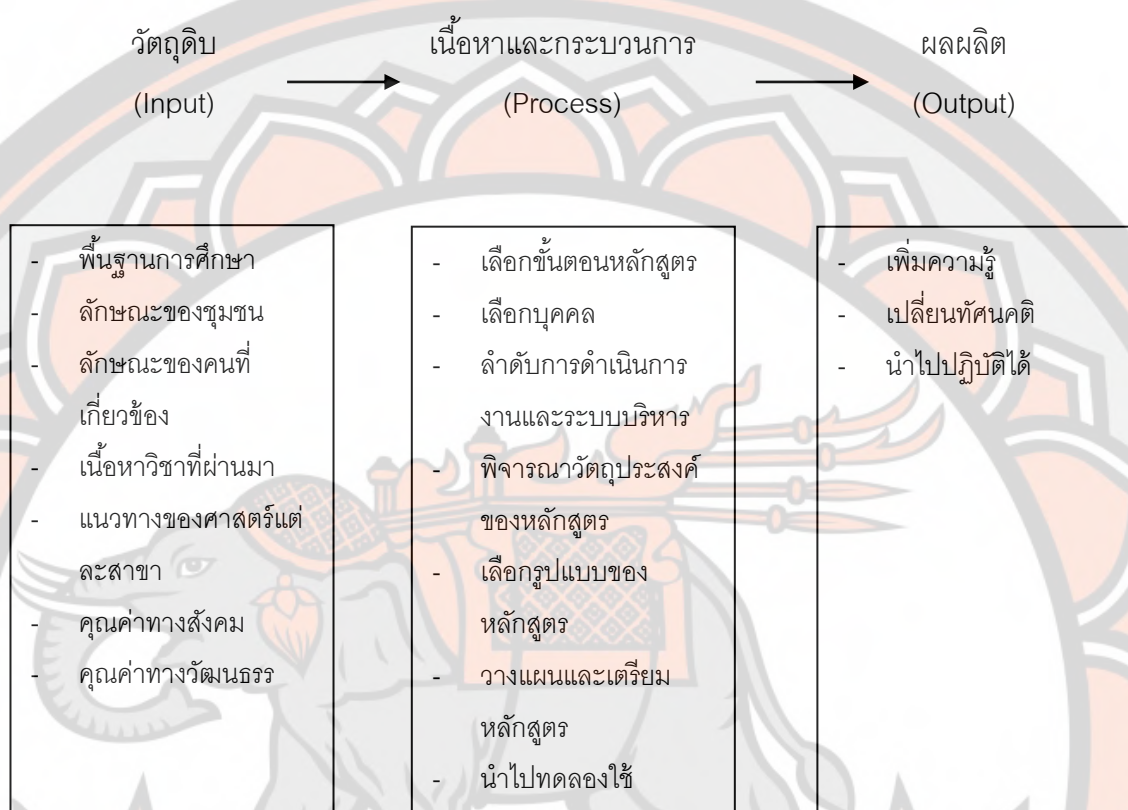 วัตถุดิบ
(Input)
เนื้อหาและกระบวนการ
(Process)
ผลผลิต
(Output)
- พื้นฐานการศึกษา
- ลักษณะของชุมชน
- ลักษณะของคนที่
เกี่ยวข้อง
- เนื้อหาวิชาที่ผ่านมา
- แนวทางของศาสตร์แต่
ละสาขา
- คุณค่าทางสังคม
- คุณค่าทางวัฒนธรร
- เลือกขั้นตอนหลักสูตร
- เลือกบุคคล
- ลำดับการดำเนินการ
งานและระบบบริหาร
- พิจารณาวัตถุประสงค์
ของหลักสูตร
- เลือกรูปแบบของ
หลักสูตร
- วางแผนและเตรียม
หลักสูตร
- นำไปทดลองใช้
- เพิ่มความรู้
- เปลี่ยนทัศนคติ
- นำไปปฏิบัติได้